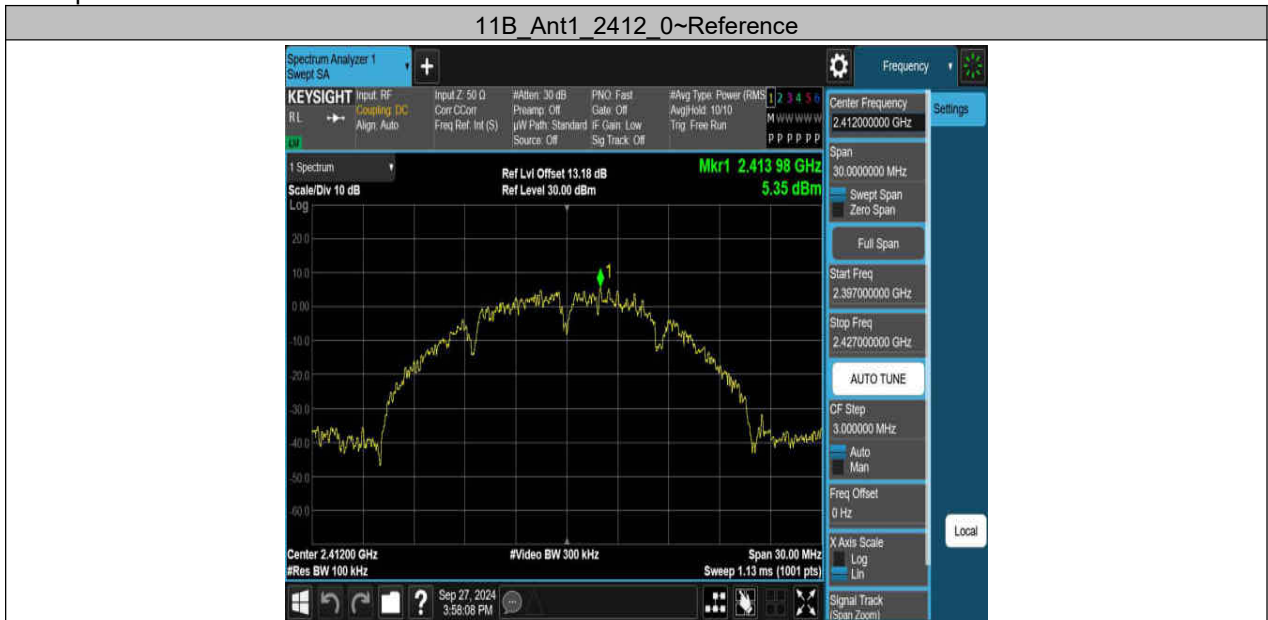 11B_Ant1_2412_0~Reference
Spectrum Analyzer 1
Swept SA
+
Frequency
KEYSIGHT
RL
Input: RF
Coupling: DC
Align: Auto
Input Z: 50 Ω
Corr CCorr
Freq Ref: Int (S)
#Atten: 30 dB
Preamp: Off
µW Path: Standard
Source: Off
PNO: Fast
Gate: Off
IF Gain: Low
Sig Track: Off
#Avg Type: Power (RMS
Avg|Hold: 10/10
Trig: Free Run
1 2 3 4 5 6
M W W W W W
P P P P P P
Center Frequency
2.412000000 GHz
Settings
Span
30.0000000 MHz
Swept Span
Zero Span
Full Span
Start Freq
2.397000000 GHz
Stop Freq
2.427000000 GHz
AUTO TUNE
CF Step
3.000000 MHz
Auto
Man
Freq Offset
0 Hz
X Axis Scale
Log
Lin
Signal Track
(Span Zoom)
Local
1 Spectrum
Scale/Div 10 dB
Ref Lvl Offset 13.18 dB
Ref Level 30.00 dBm
Mkr1 2.413 98 GHz
5.35 dBm
Log
20.0
10.0
0.00
-10.0
-20.0
-30.0
-40.0
-50.0
-60.0
1
Center 2.41200 GHz
#Res BW 100 kHz
#Video BW 300 kHz
Span 30.00 MHz
Sweep 1.13 ms (1001 pts)
?
Sep 27, 2024
3:58:08 PM